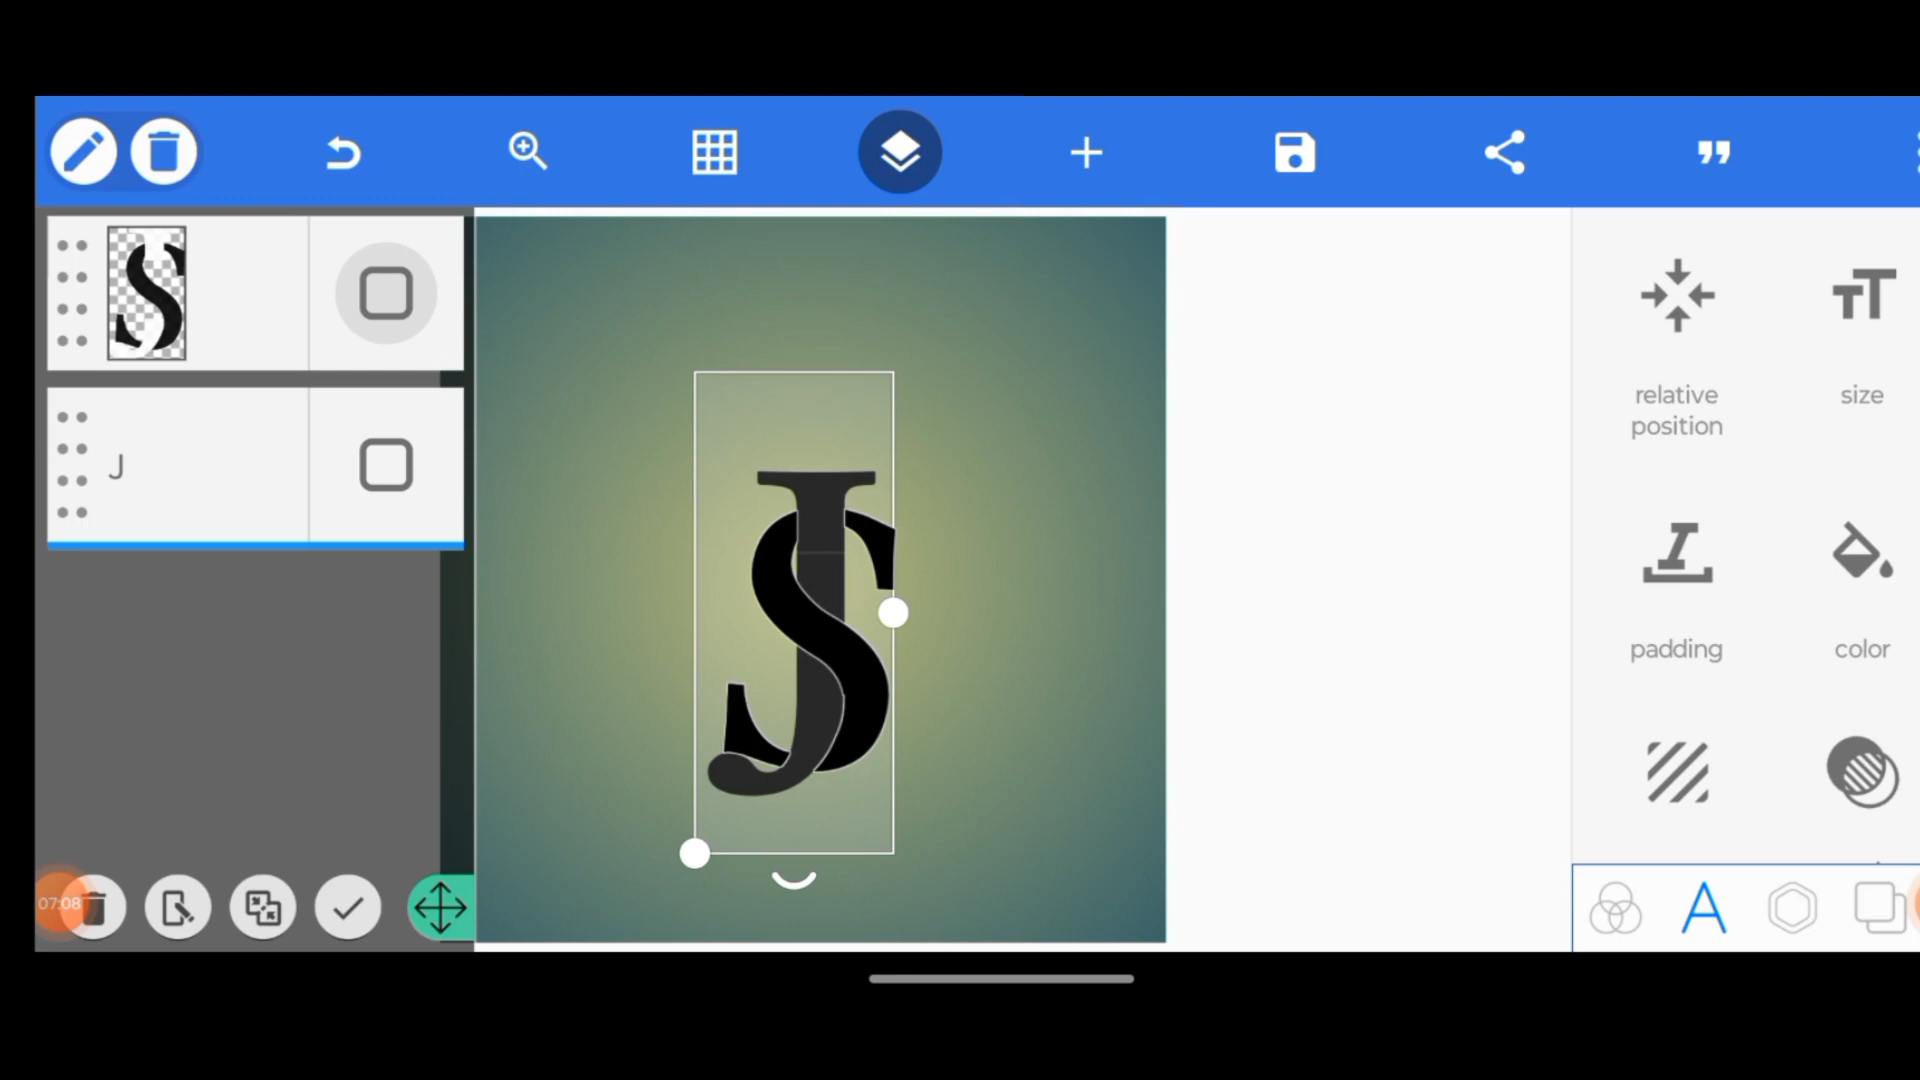 S
relative
position
size
J
J
S
padding
color
07:08